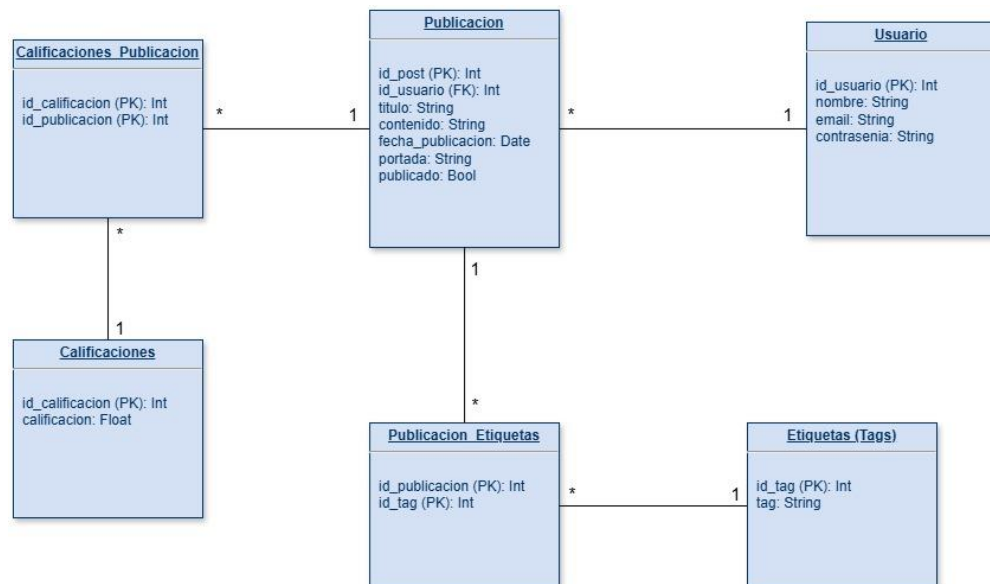 Calificaciones_Publicacion
id_calificacion (PK): Int
id_publicacion (PK): Int
*
1
Publicacion
id_post (PK): Int
id_usuario (FK): Int
titulo: String
contenido: String
fecha_publicacion: Date
portada: String
publicado: Bool
*
1
Usuario
id_usuario (PK): Int
nombre: String
email: String
contrasenia: String
*
1
Calificaciones
id_calificacion (PK): Int
calificacion: Float
1
*
Publicacion_Etiquetas
id_publicacion (PK): Int
id_tag (PK): Int
*
1
Etiquetas (Tags)
id_tag (PK): Int
tag: String